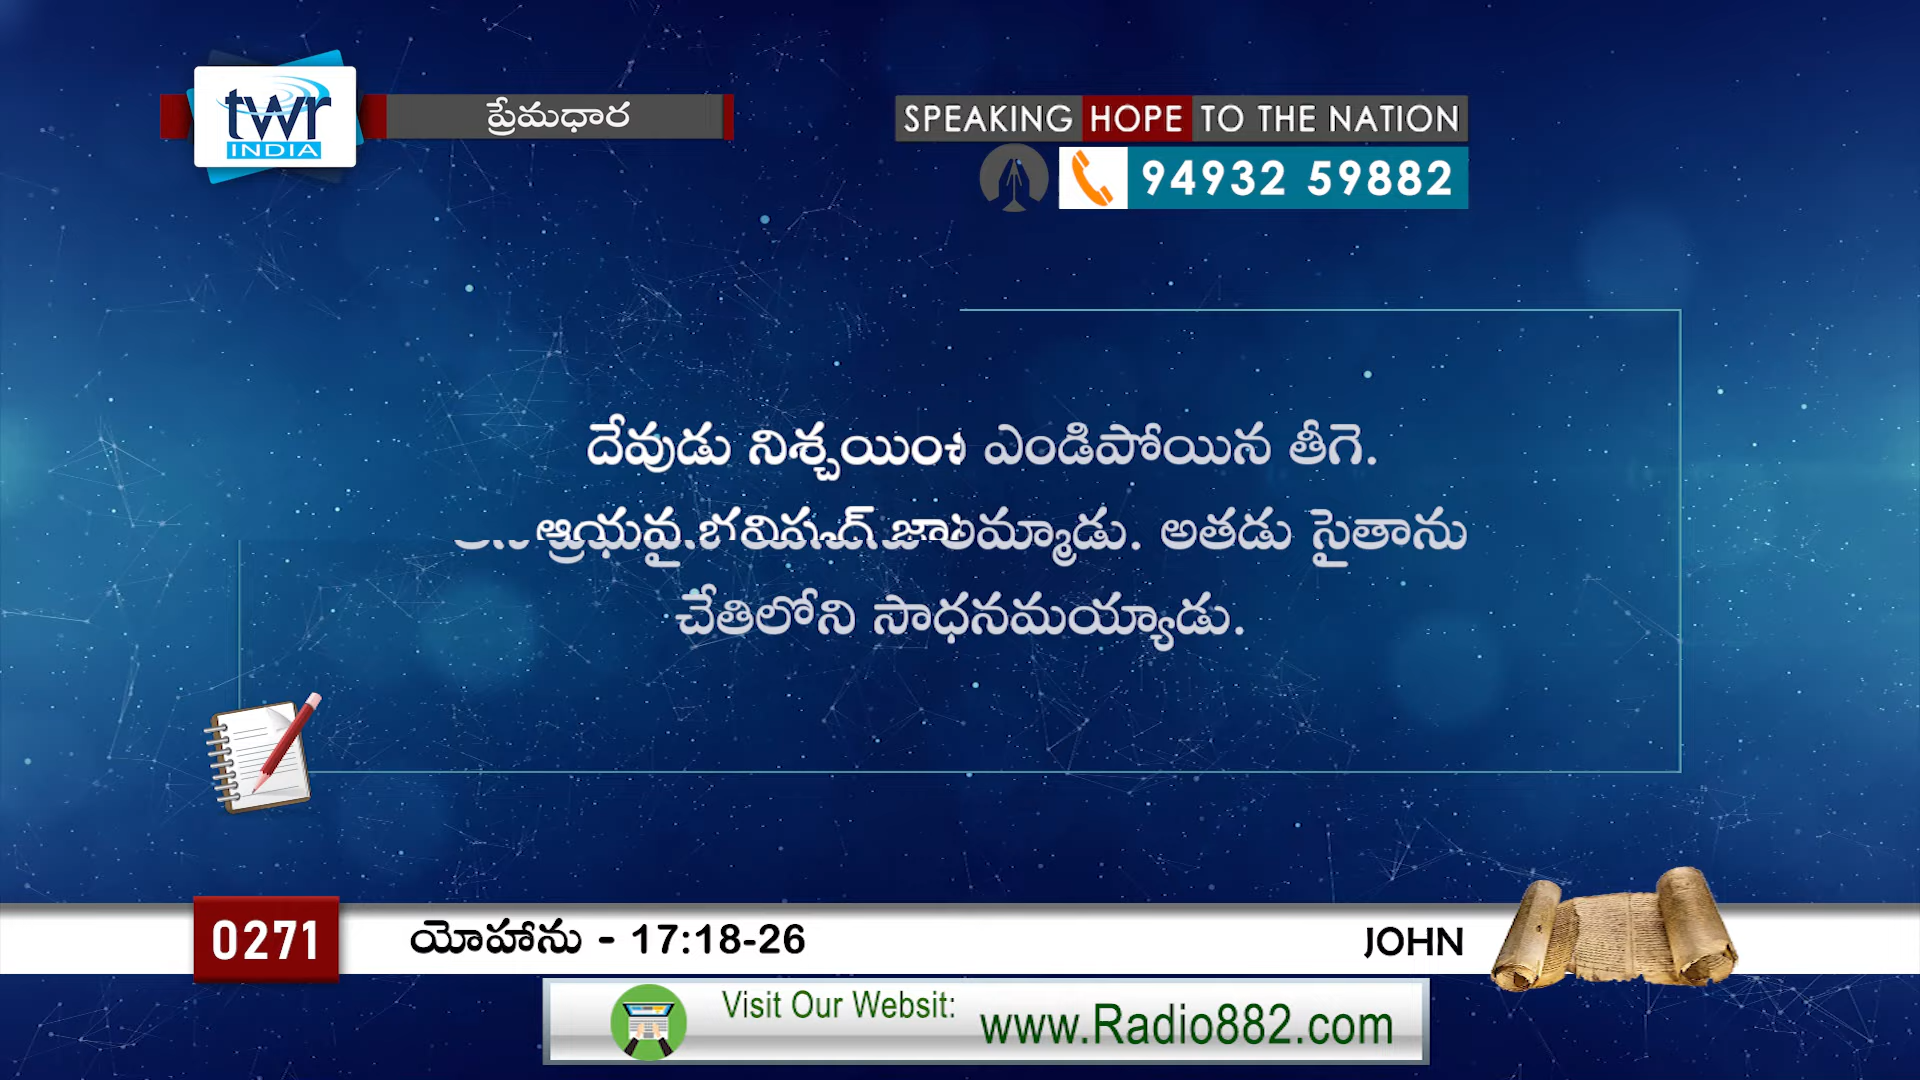 twr
INDIA
ప్రేమధార
SPEAKING HOPE TO THE NATION
94932 59882
దేవుడు ఎండిపోయిన తీగె.
అతడు సైతాను
చేతిలోని సాధనమయ్యాడు.
0271
యోహాను - 17:18-26
JOHN
Visit Our Websit:
www.Radio882.com